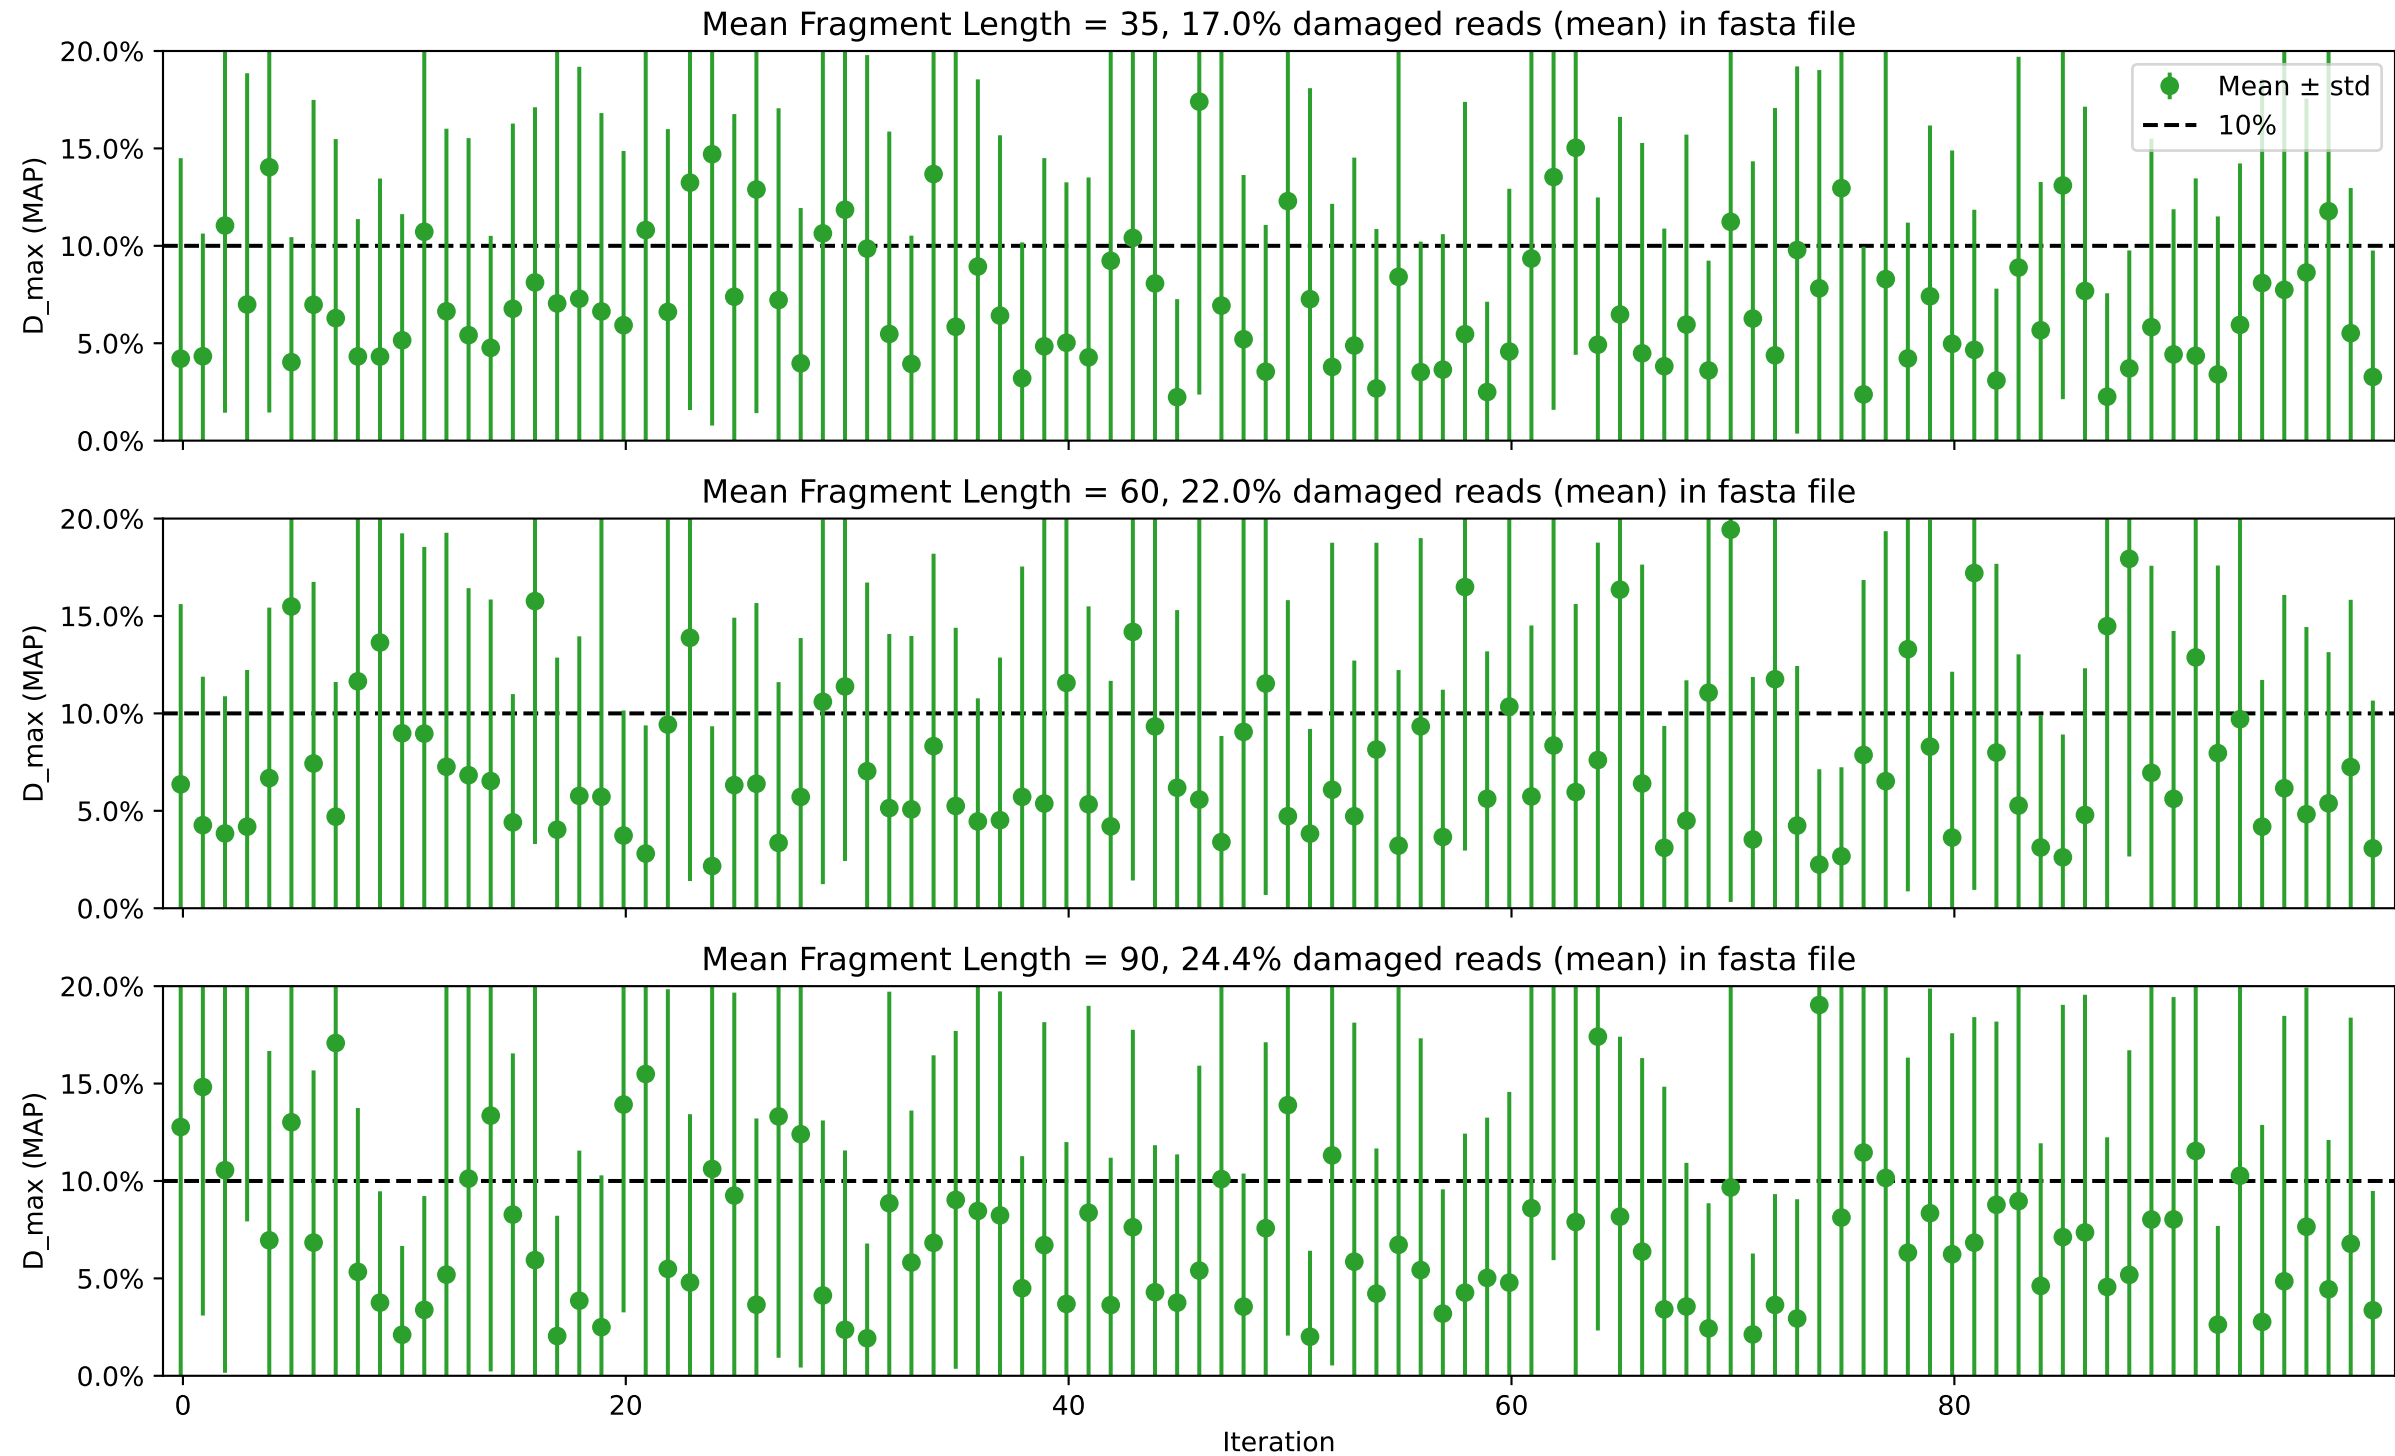 Mean Fragment Length = 35, 17.0% damaged reads (mean) in fasta file
20.0%
15.0%
10.0%
5.0%
0.0%
D_max (MAP)
Mean ± std
10%
Mean Fragment Length = 60, 22.0% damaged reads (mean) in fasta file
20.0%
15.0%
10.0%
5.0%
0.0%
D_max (MAP)
Mean Fragment Length = 90, 24.4% damaged reads (mean) in fasta file
20.0%
15.0%
10.0%
5.0%
0.0%
D_max (MAP)
0 20 40 60 80
Iteration